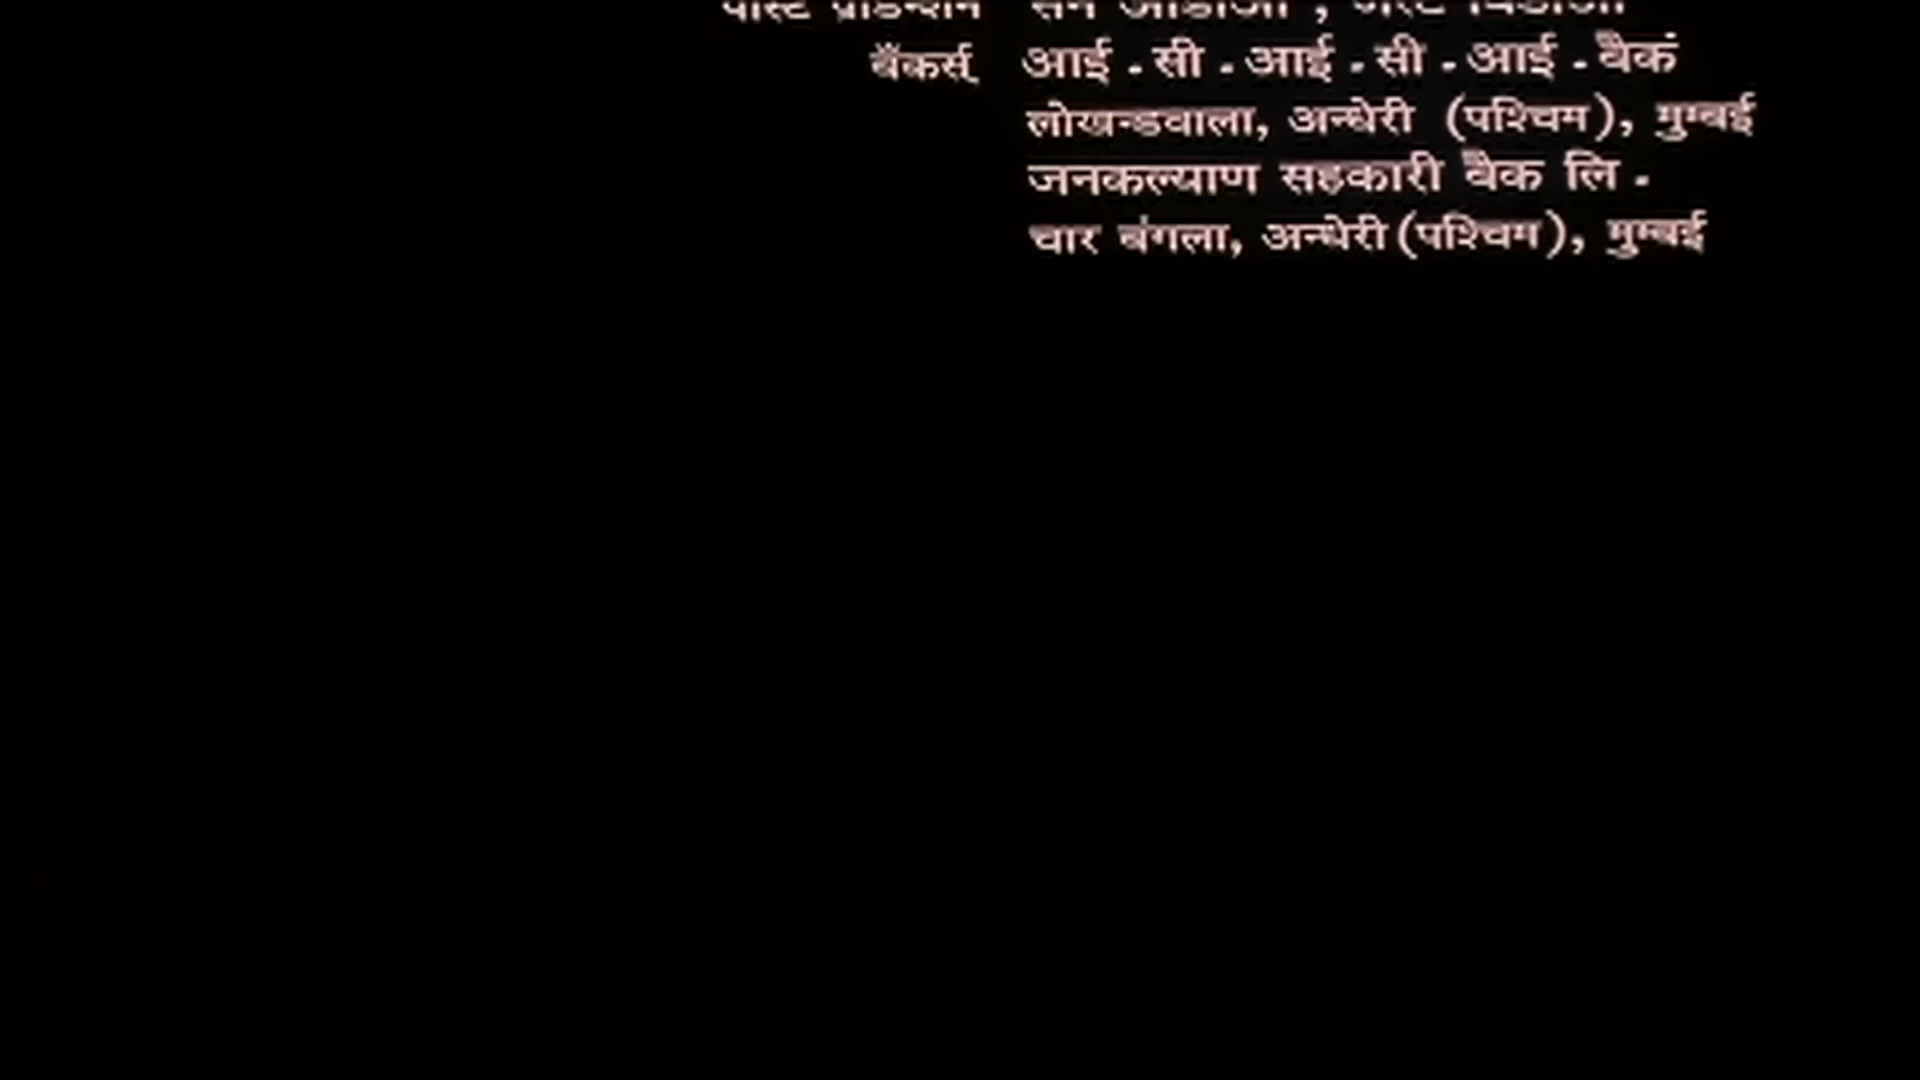 बँकर्स् आई . सी . आई . सी . आई . बैकं
लोखन्डवाला, अन्धेरी (पश्चिम), मुम्बई
जनकल्याण सहकारी बैक लि .
चार बंगला, अन्धेरी (पश्चिम), मुम्बई